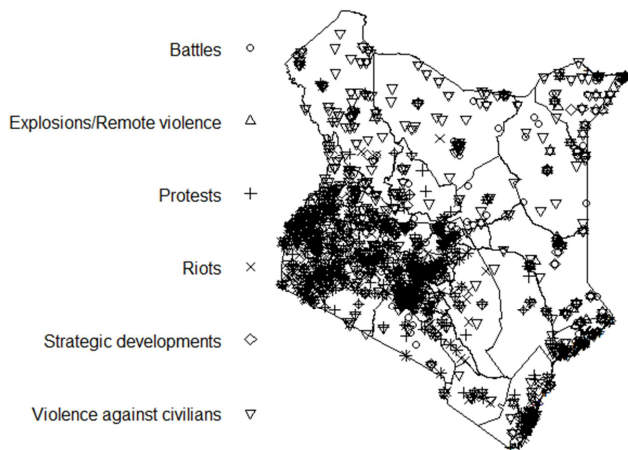 Battles
Explosions/Remote violence
Protests
Riots
Strategic developments
Violence against civilians